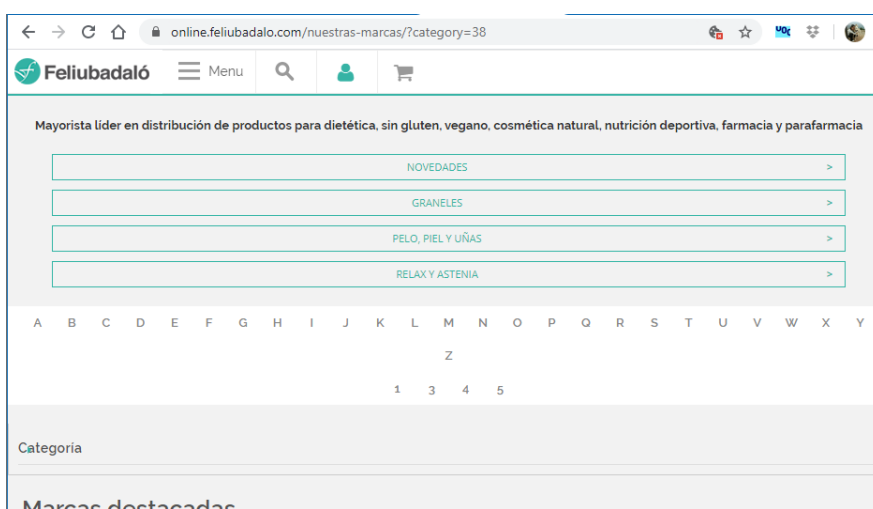 online.feliubadalo.com/nuestras-marcas/?category=38
Feliubadaló Menu
Mayorista líder en distribución de productos para dietética, sin gluten, vegano, cosmética natural, nutrición deportiva, farmacia y parafarmacia
NOVEDADES >
GRANELES >
PELO, PIEL Y UÑAS >
RELAX Y ASTENIA >
A B C D E F G H I J K L M N O P Q R S T U V W X Y
Z
1 3 4 5
Categoría
Marcas destacadas